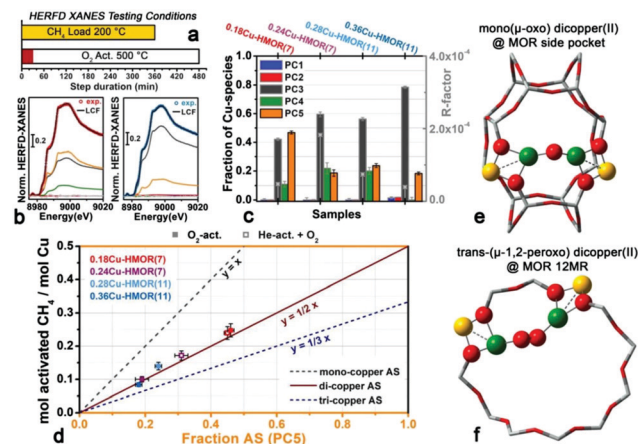 HERFD XANES Testing Conditions
CH₄ Load 200 °C
a
O₂ Act. 500 °C
0 120 240 360 480
Step duration (min)
Norm. HERFD-XANES
exp.
LCF
0.2
8980 9000 9020
Energy(eV)
b
Norm. HERFD-XANES
exp.
LCF
0.2
8980 9000 9020
Energy(eV)
0.18Cu-HMOR(7)
0.24Cu-HMOR(7)
0.28Cu-HMOR(11)
0.36Cu-HMOR(11)
Fraction of Cu-species
1.0
0.8
0.6
0.4
0.2
0.0
PC1
PC2
PC3
PC4
PC5
4.0x10⁻⁴
2.0x10⁻⁴
0.0
R-factor
c
Samples
mono(μ-oxo) dicopper(II)
@ MOR side pocket
e
O₂-act. He-act. + O₂
mol activated CH₄ / mol Cu
0.5
0.4
0.3
0.2
0.1
0.0
0.18Cu-HMOR(7)
0.24Cu-HMOR(7)
0.28Cu-HMOR(11)
0.36Cu-HMOR(11)
y = x
y = 1/2 x
y = 1/3 x
mono-copper AS
di-copper AS
tri-copper AS
0.0 0.2 0.4 0.6 0.8 1.0
d
Fraction AS (PC5)
trans-(μ-1,2-peroxo) dicopper(II)
@ MOR 12MR
f